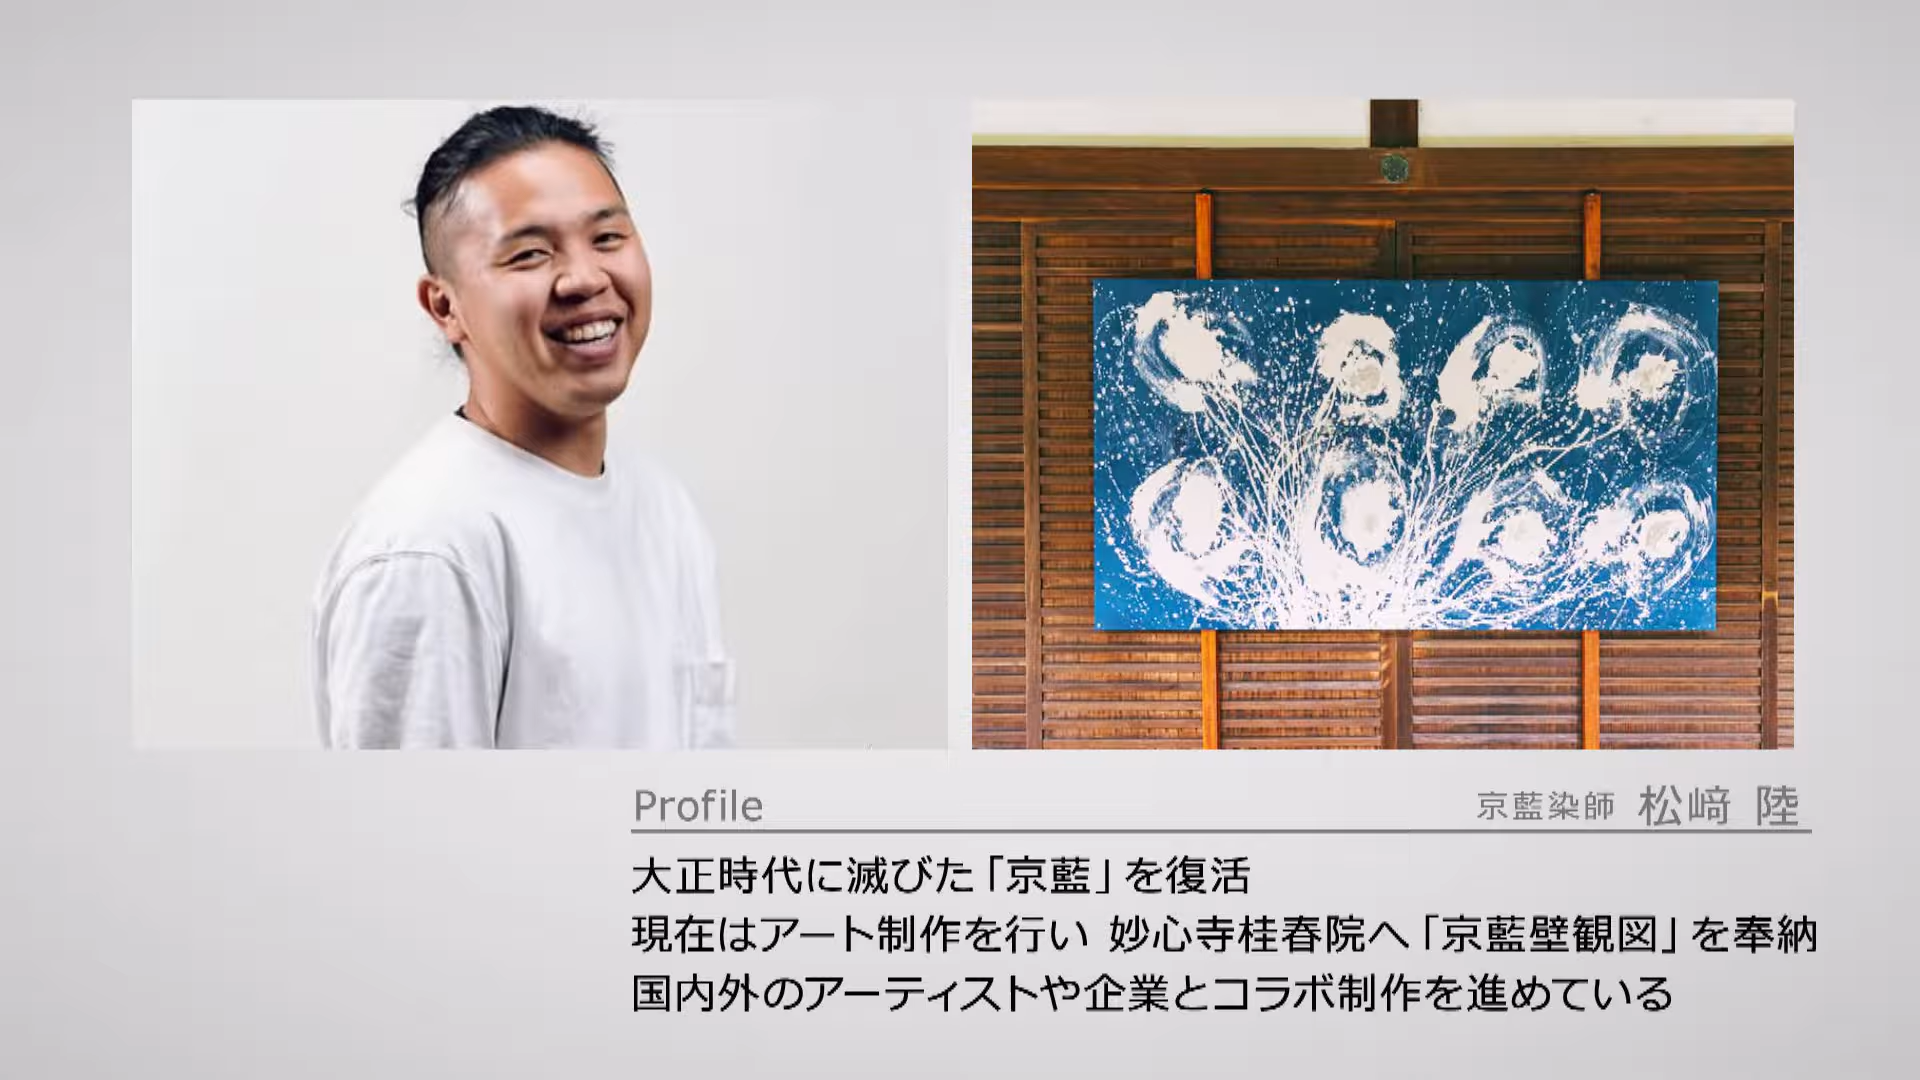 Profile
京藍染師 松﨑 陸
大正時代に滅びた「京藍」を復活
現在はアート制作を行い 妙心寺桂春院へ「京藍壁観図」を奉納
国内外のアーティストや企業とコラボ制作を進めている